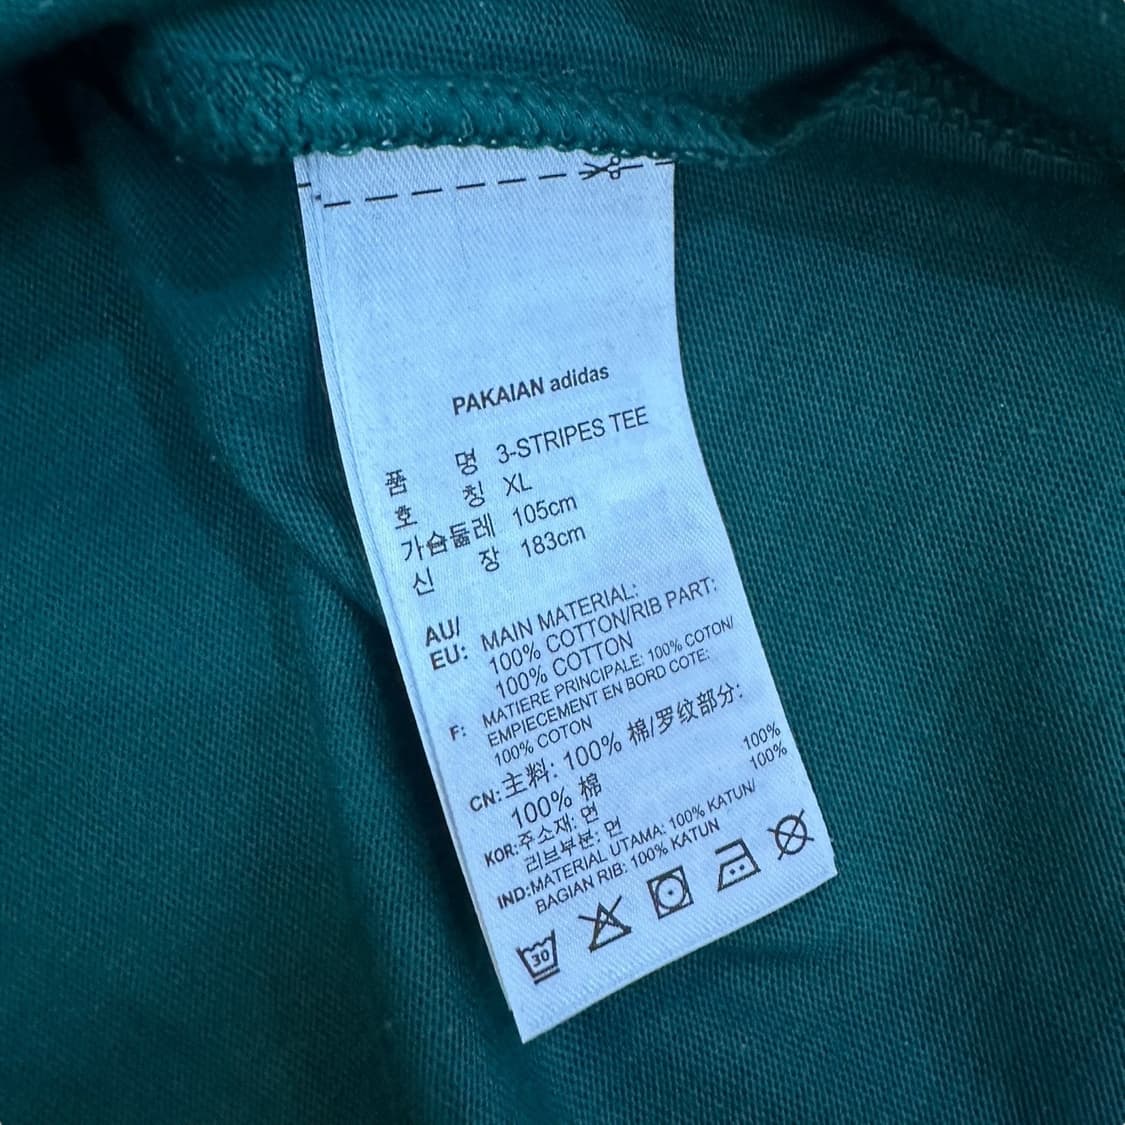 PAKAIAN adidas
품 명 3-STRIPES TEE
호 칭 XL
가슴둘레 105cm
신 장 183cm
AU/
EU: MAIN MATERIAL:
100% COTTON/RIB PART:
100% COTTON
F: MATIERE PRINCIPALE: 100% COTON/
EMPIECEMENT EN BORD COTE:
100% COTON
CN:主料: 100% 棉/罗纹部分:
100% 棉
KOR:주소재: 면 100%
리브부분: 면 100%
IND:MATERIAL UTAMA: 100% KATUN/
BAGIAN RIB: 100% KATUN
30